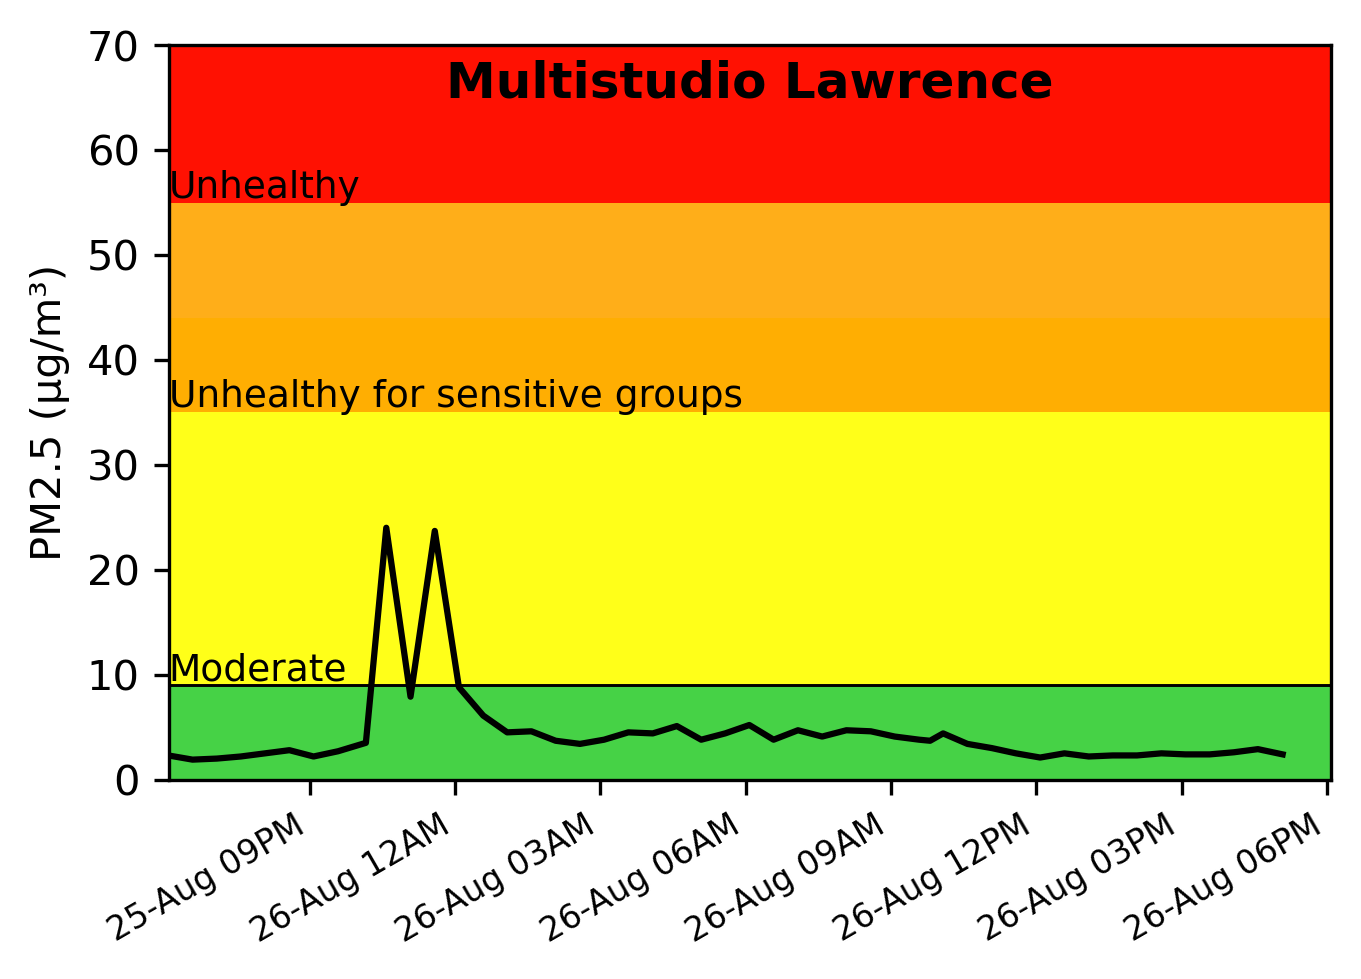 Multistudio Lawrence
70
60
Unhealthy
50
40
Unhealthy for sensitive groups
30
20
Moderate
10
0
PM2.5 (μg/m³)
25-Aug 09PM
26-Aug 12AM
26-Aug 03AM
26-Aug 06AM
26-Aug 09AM
26-Aug 12PM
26-Aug 03PM
26-Aug 06PM